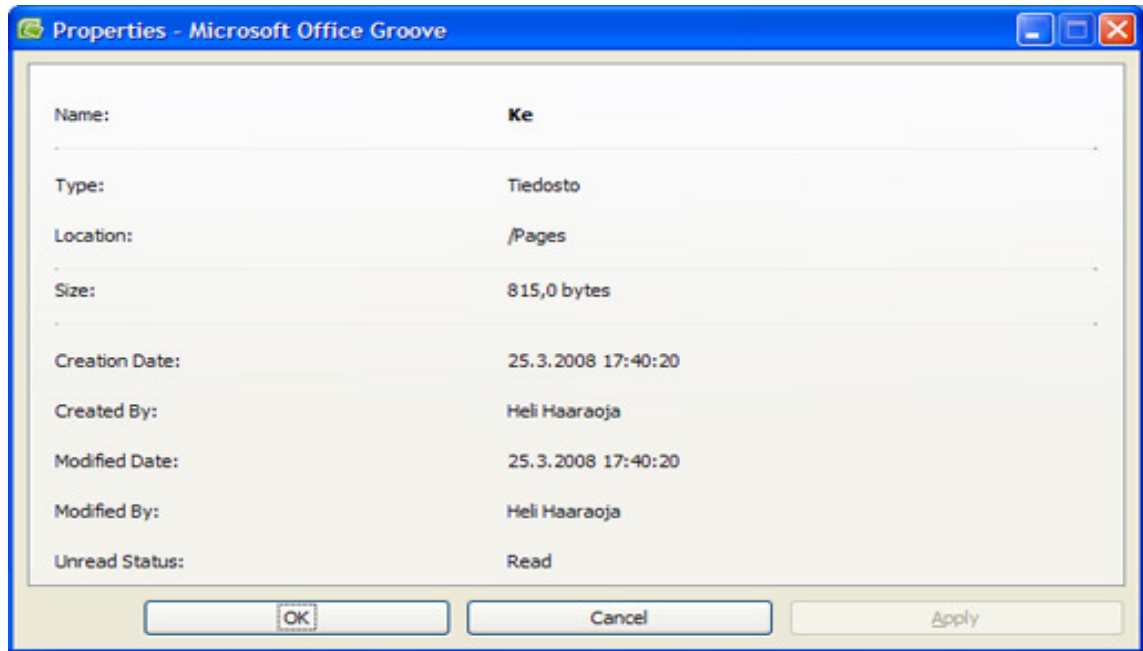 Properties - Microsoft Office Groove
Name: Ke
Type: Tiedosto
Location: /Pages
Size: 815,0 bytes
Creation Date: 25.3.2008 17:40:20
Created By: Heli Haaraoja
Modified Date: 25.3.2008 17:40:20
Modified By: Heli Haaraoja
Unread Status: Read
OK Cancel Apply